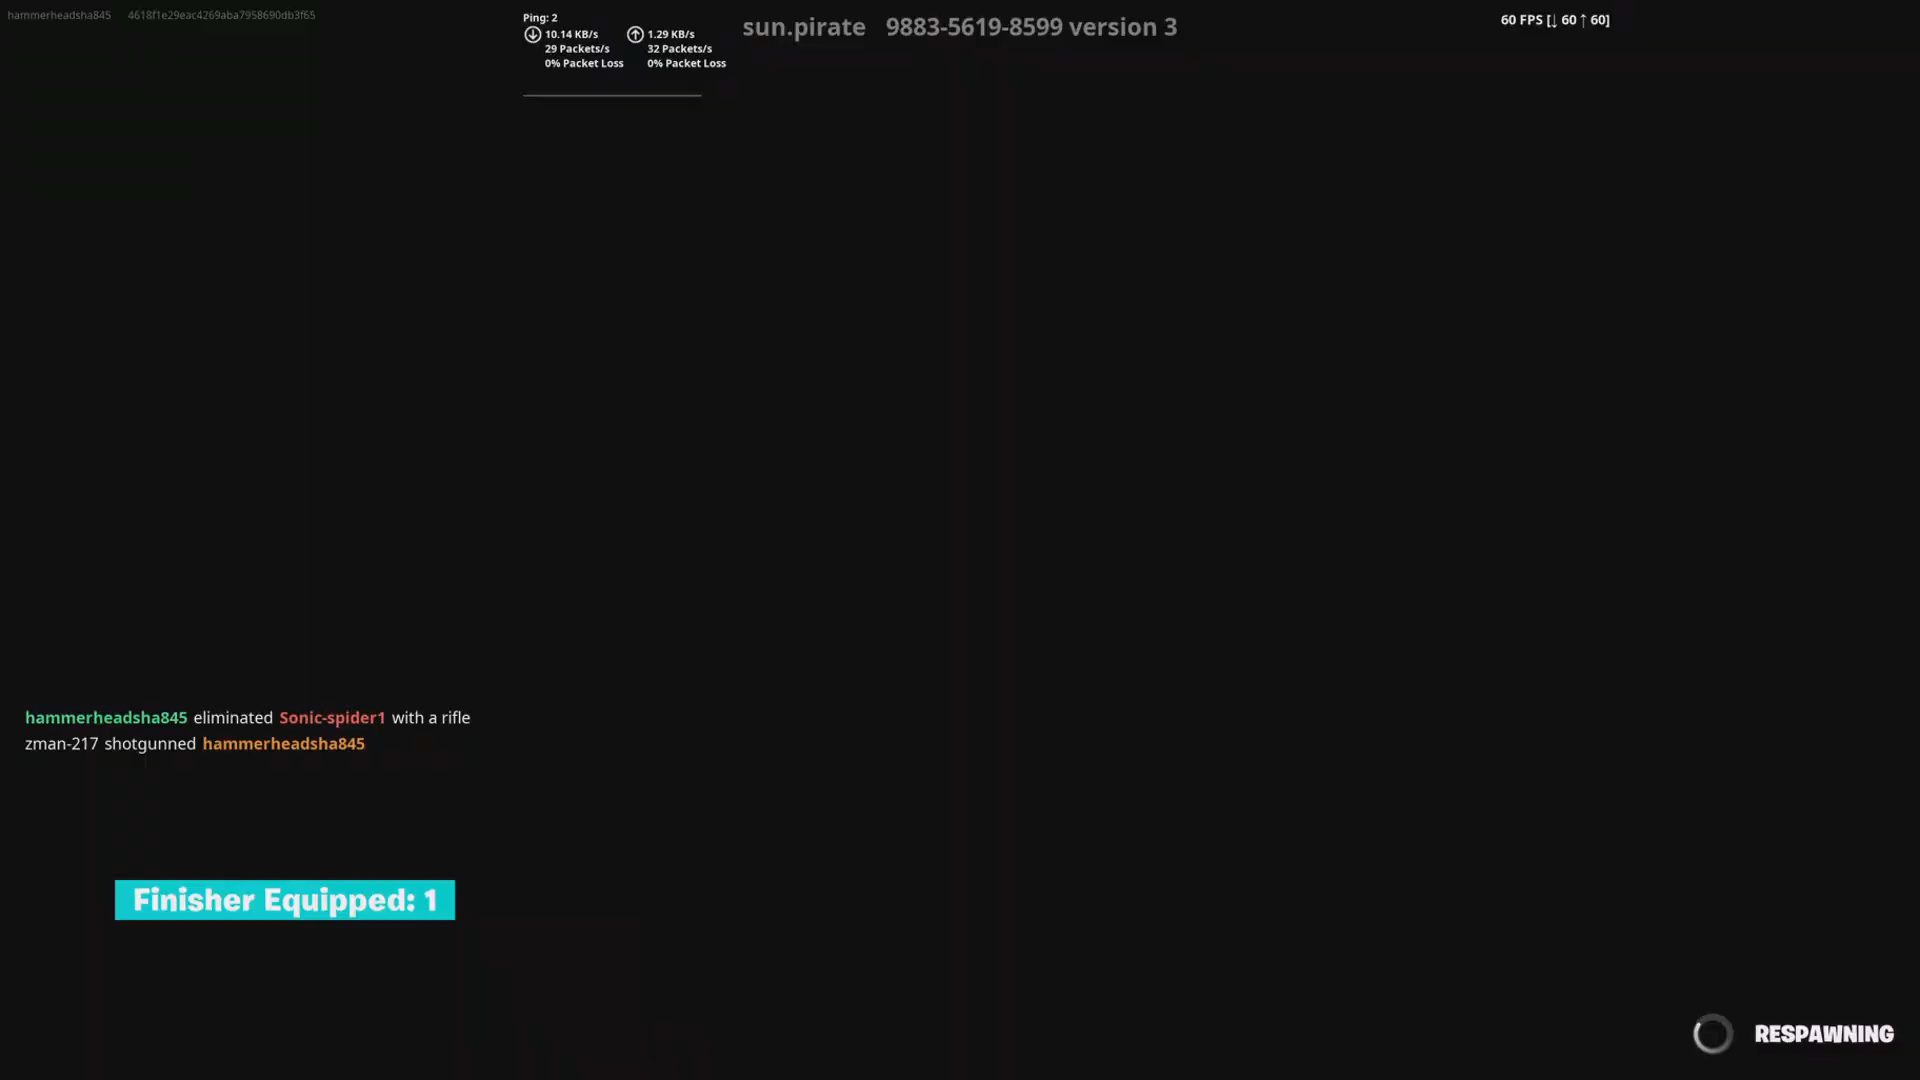 hammerheadsha845 4618f1e29eac4269aba7958690db3f65
Ping: 2
10.14 KB/s 1.29 KB/s
29 Packets/s 32 Packets/s
0% Packet Loss 0% Packet Loss
sun.pirate 9883-5619-8599 version 3
60 FPS [↓ 60 ↑ 60]
hammerheadsha845 eliminated Sonic-spider1 with a rifle
zman-217 shotgunned hammerheadsha845
Finisher Equipped: 1
RESPAWNING